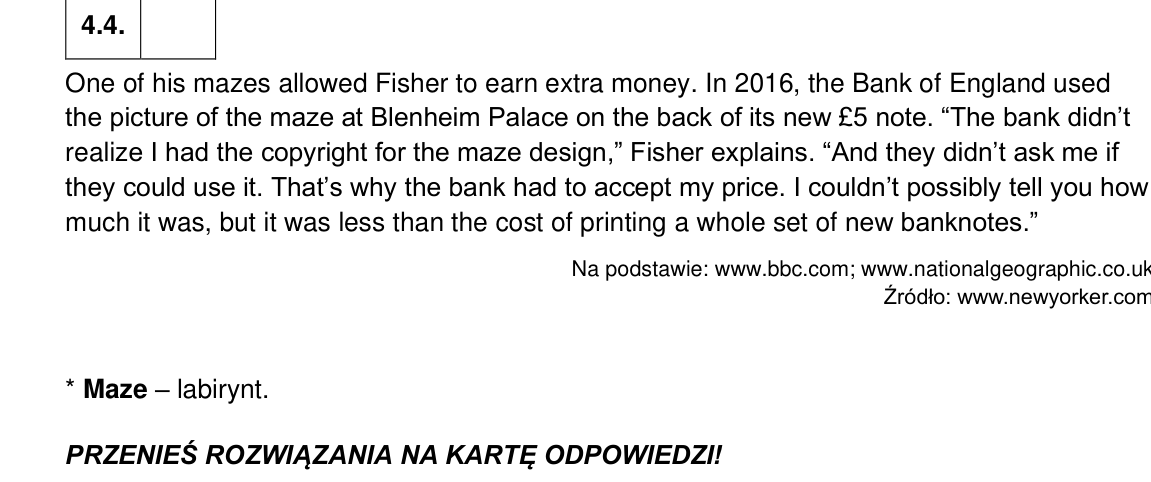 4.4.
One of his mazes allowed Fisher to earn extra money. In 2016, the Bank of England used
the picture of the maze at Blenheim Palace on the back of its new £5 note. “The bank didn’t
realize I had the copyright for the maze design,” Fisher explains. “And they didn’t ask me if
they could use it. That’s why the bank had to accept my price. I couldn’t possibly tell you how
much it was, but it was less than the cost of printing a whole set of new banknotes.”
Na podstawie: www.bbc.com; www.nationalgeographic.co.uk
Źródło: www.newyorker.com
* Maze – labirynt.
PRZENIEŚ ROZWIĄZANIA NA KARTĘ ODPOWIEDZI!